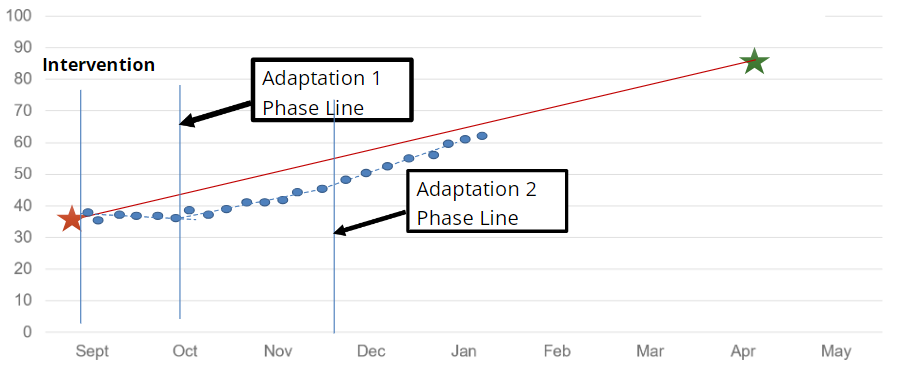 100
90
Intervention
Adaptation 1
Phase Line
80
70
60
50
Adaptation 2
Phase Line
40
30
20
10
0
Sept Oct Nov Dec Jan Feb Mar Apr May